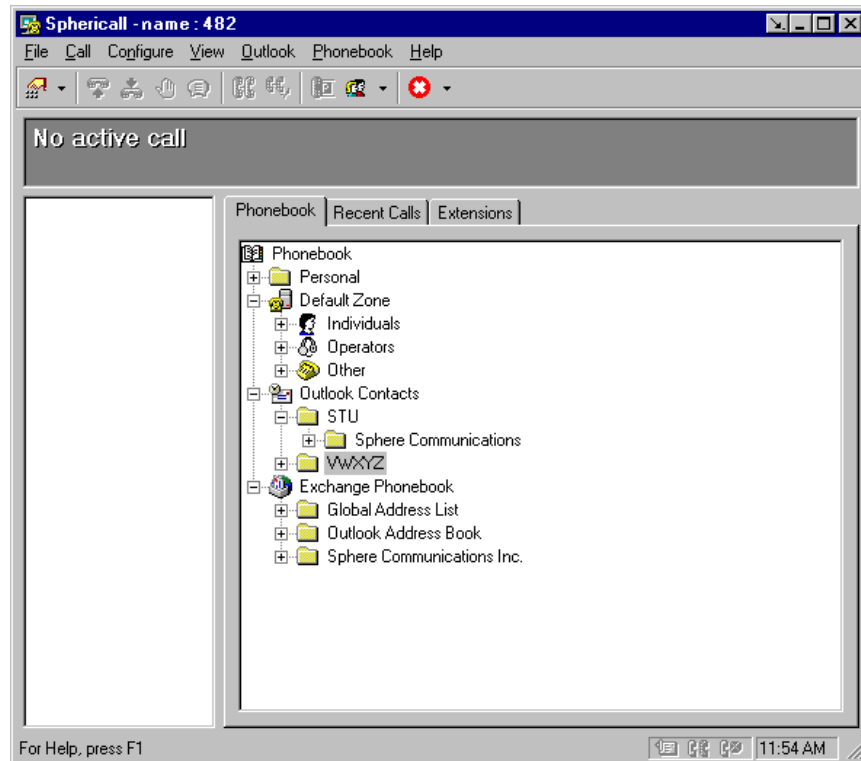 Sphericall - name : 482
File Call Configure View Outlook Phonebook Help
No active call
Phonebook Recent Calls Extensions
Phonebook
Personal
Default Zone
Individuals
Operators
Other
Outlook Contacts
STU
Sphere Communications
VWXYZ
Exchange Phonebook
Global Address List
Outlook Address Book
Sphere Communications Inc.
For Help, press F1 11:54 AM